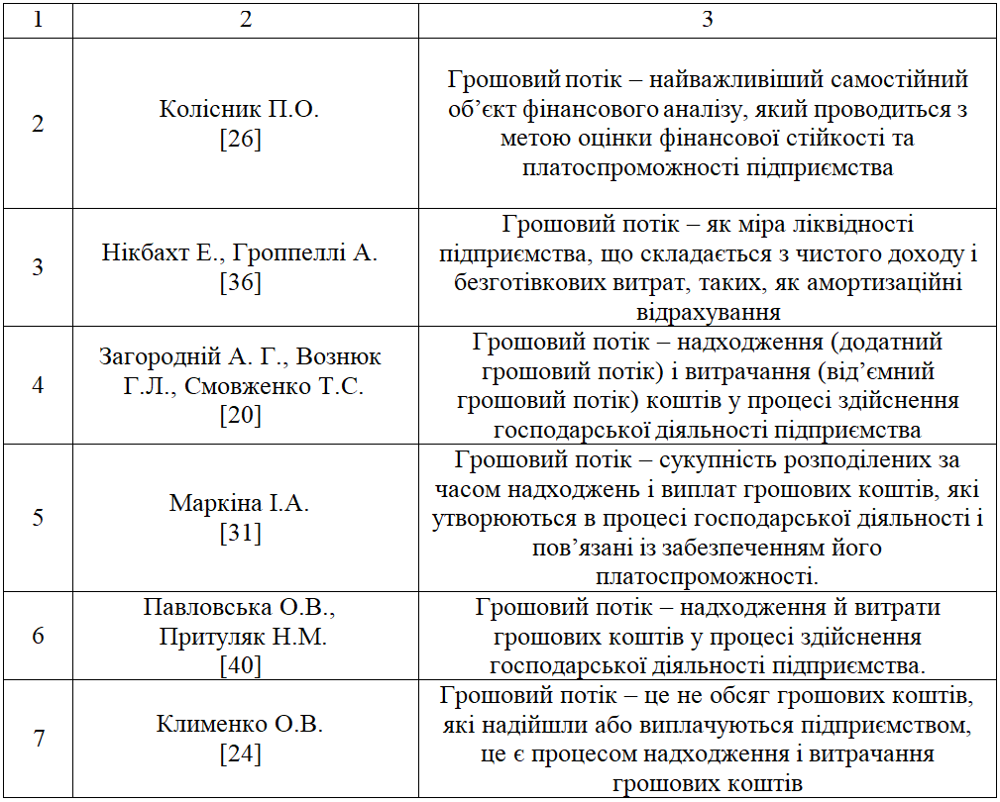 1 2 3
2 Колісник П.О.
[26]
Грошовий потік – найважливіший самостійний
об’єкт фінансового аналізу, який проводиться з
метою оцінки фінансової стійкості та
платоспроможності підприємства
3 Нікбахт Е., Гроппеллі А.
[36]
Грошовий потік – як міра ліквідності
підприємства, що складається з чистого доходу і
безготівкових витрат, таких, як амортизаційні
відрахування
4 Загородній А. Г., Вознюк
Г.Л., Смовженко Т.С.
[20]
Грошовий потік – надходження (додатний
грошовий потік) і витрачання (від’ємний
грошовий потік) коштів у процесі здійснення
господарської діяльності підприємства
5 Маркіна І.А.
[31]
Грошовий потік – сукупність розподілених за
часом надходжень і виплат грошових коштів, які
утворюються в процесі господарської діяльності і
пов’язані із забезпеченням його
платоспроможності.
6 Павловська О.В.,
Притуляк Н.М.
[40]
Грошовий потік – надходження й витрати
грошових коштів у процесі здійснення
господарської діяльності підприємства.
7 Клименко О.В.
[24]
Грошовий потік – це не обсяг грошових коштів,
які надійшли або виплачуються підприємством,
це є процесом надходження і витрачання
грошових коштів